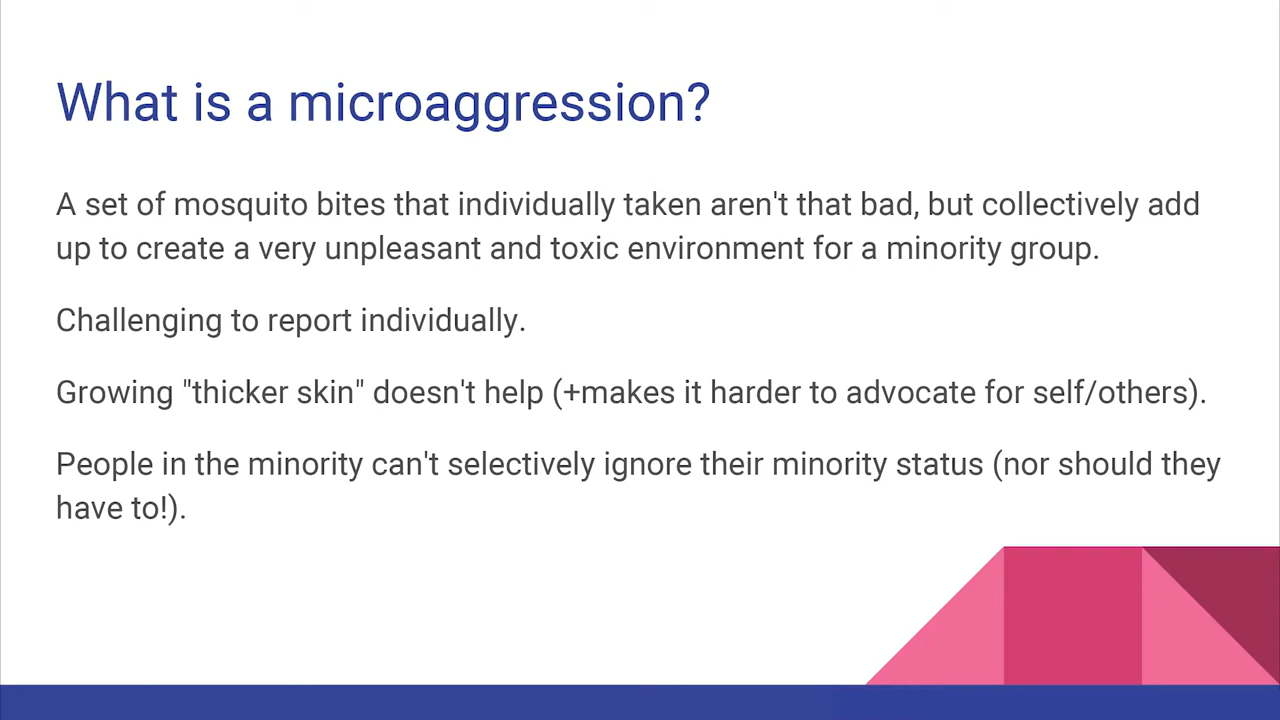 What is a microaggression?
A set of mosquito bites that individually taken aren't that bad, but collectively add
up to create a very unpleasant and toxic environment for a minority group.
Challenging to report individually.
Growing "thicker skin" doesn't help (+makes it harder to advocate for self/others).
People in the minority can't selectively ignore their minority status (nor should they
have to!).